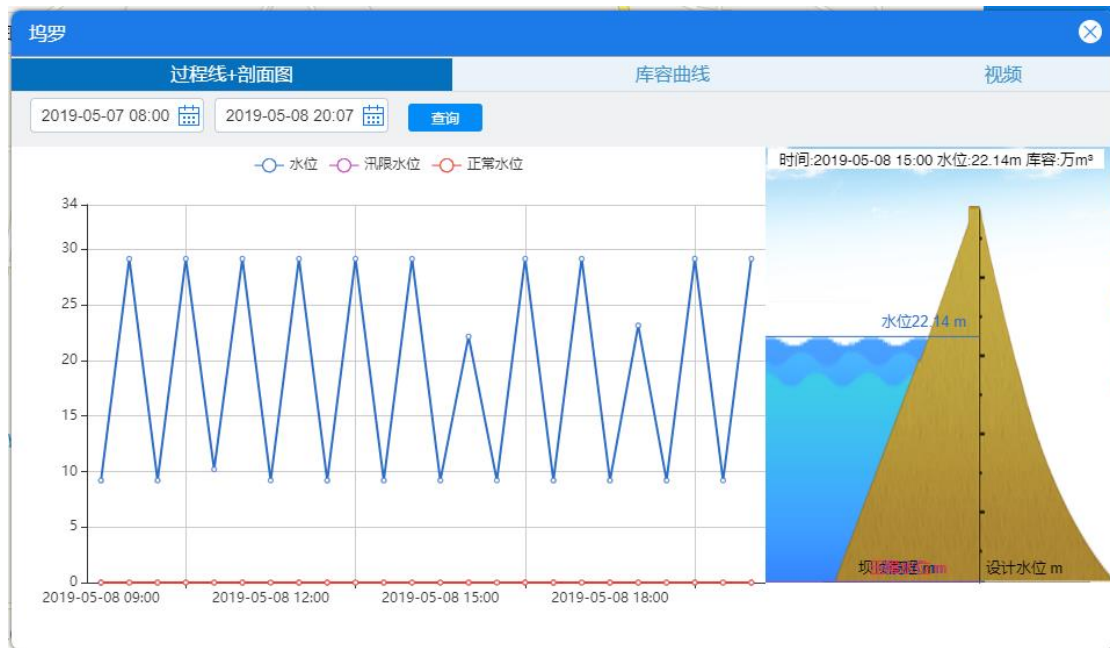 坞罗
过程线+剖面图 库容曲线 视频
2019-05-07 08:00 2019-05-08 20:07 查询
水位 汛限水位 正常水位
时间:2019-05-08 15:00 水位:22.14m 库容:万m³
34
30
25
20
15
10
5
0
水位22.14 m
坝顶高程 m 设计水位 m
2019-05-08 09:00 2019-05-08 12:00 2019-05-08 15:00 2019-05-08 18:00